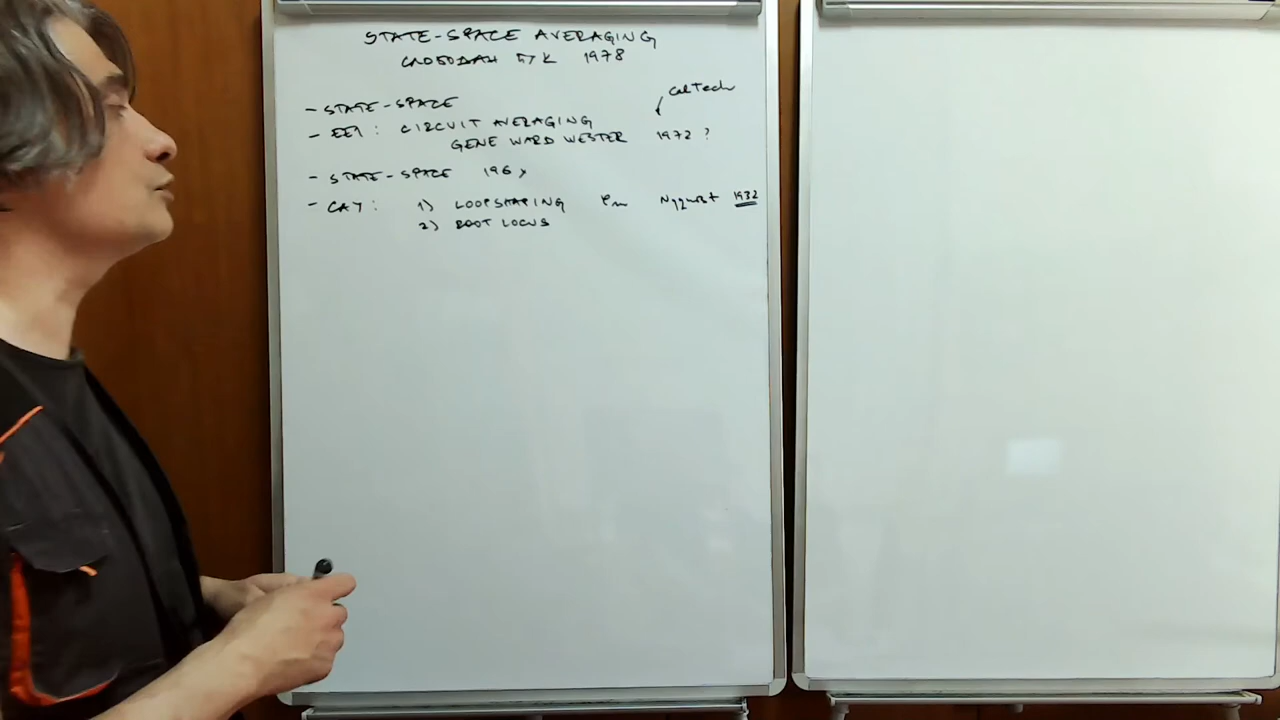 STATE-SPACE AVERAGING
1978
- STATE-SPACE
CalTech
- EE1: CIRCUIT AVERAGING
GENE WARD WESTER 1972 ?
- STATE-SPACE 196x
- CAY: 1) LOOPSHAPING Nyquist 1932
2) ROOT LOCUS